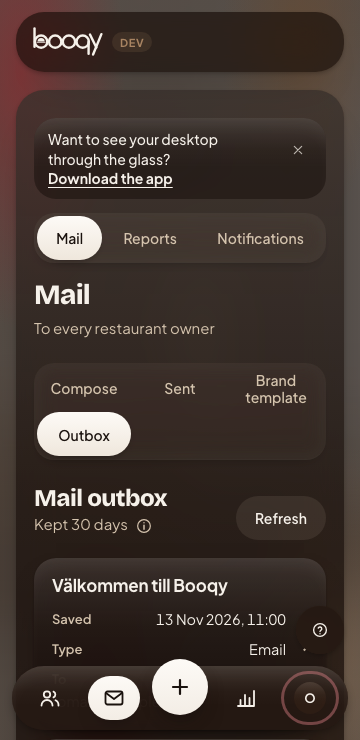 booqy DEV
Want to see your desktop
through the glass?
Download the app
Mail Reports Notifications
Mail
To every restaurant owner
Compose Sent Brand
template
Outbox
Mail outbox
Kept 30 days
Refresh
Välkommen till Booqy
Saved 13 Nov 2026, 11:00
Type Email